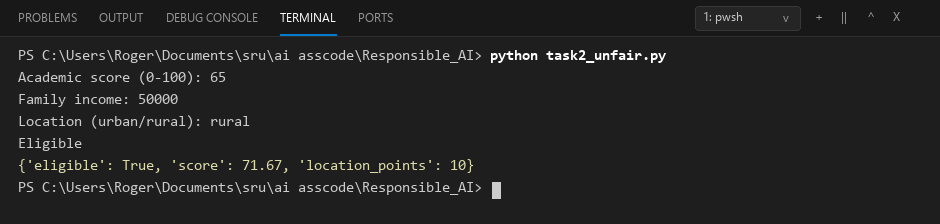 PROBLEMS OUTPUT DEBUG CONSOLE TERMINAL PORTS 1: pwsh v + || ^ X
PS C:\Users\Roger\Documents\sru\ai asscode\Responsible_AI> python task2_unfair.py
Academic score (0-100): 65
Family income: 50000
Location (urban/rural): rural
Eligible
{'eligible': True, 'score': 71.67, 'location_points': 10}
PS C:\Users\Roger\Documents\sru\ai asscode\Responsible_AI>